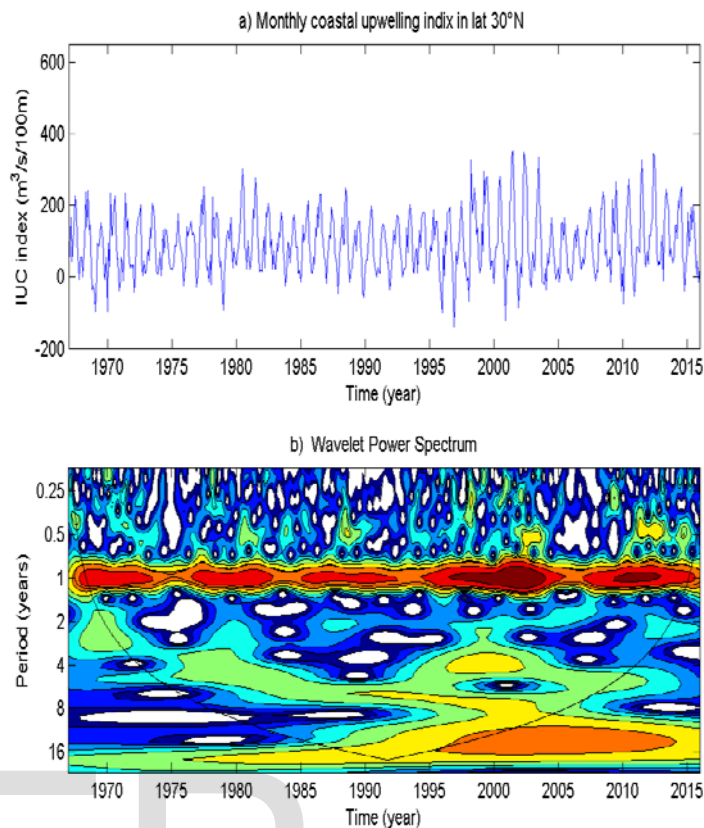 a) Monthly coastal upwelling indix in lat 30°N
IUC index (m³/s/100m)
600
400
200
0
-200
1970 1975 1980 1985 1990 1995 2000 2005 2010 2015
Time (year)
b) Wavelet Power Spectrum
Period (years)
0.25
0.5
1
2
4
8
16
1970 1975 1980 1985 1990 1995 2000 2005 2010 2015
Time (year)